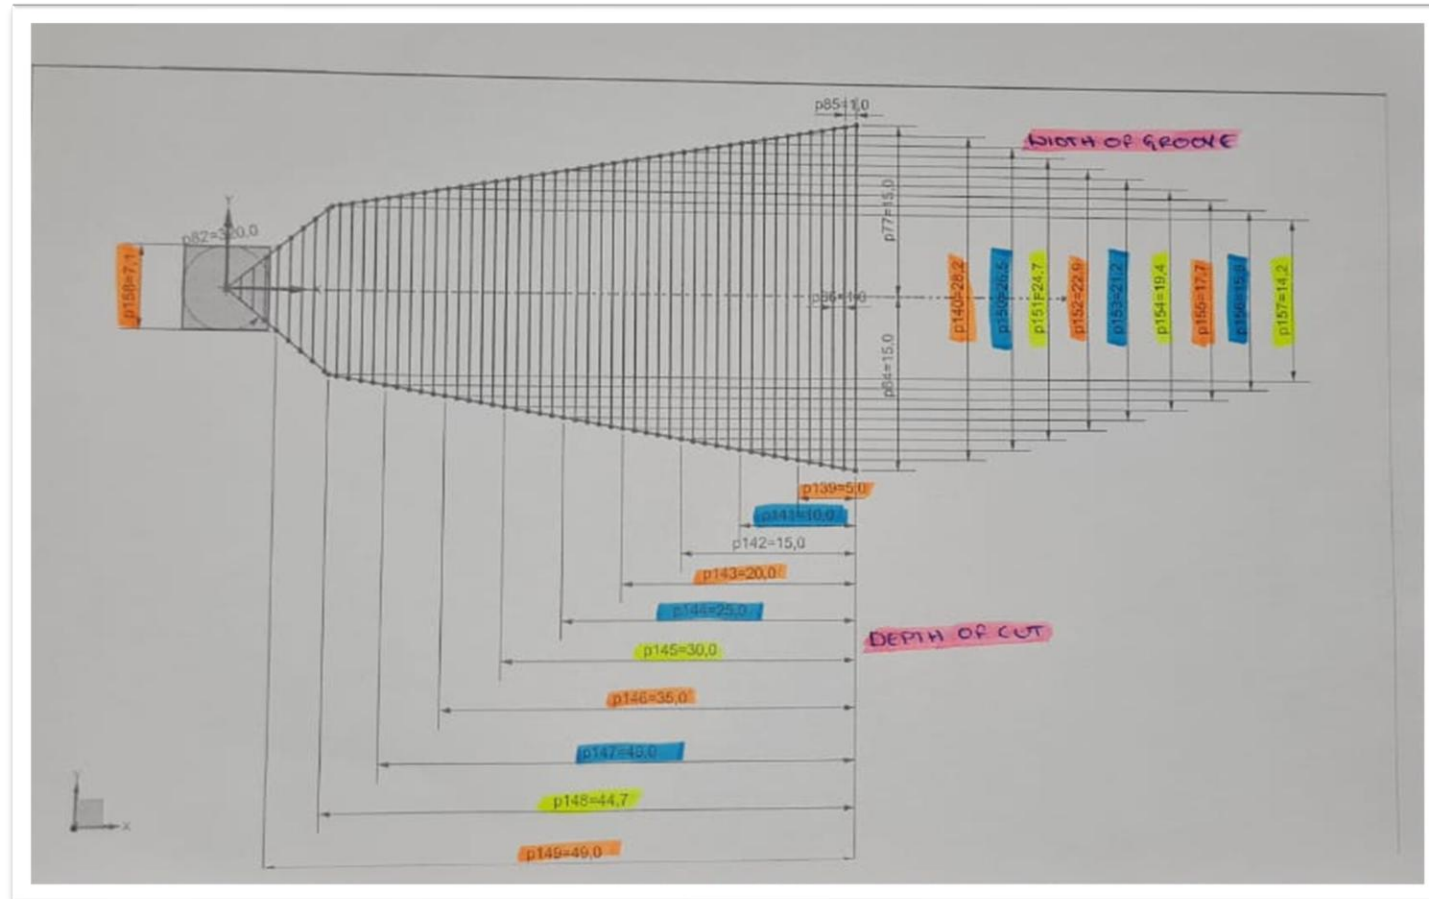 p85=1,0
WIDTH OF GROOVE
p77=15,0
Y
p82=320,0
p158=7,1
X
p86=1,0
p140=28,2
p150=26,5
p151=24,7
p152=22,9
p153=21,2
p154=19,4
p155=17,7
p156=15,9
p157=14,2
p84=15,0
p139=5,0
p141=10,0
p142=15,0
p143=20,0
p144=25,0
p145=30,0
DEPTH OF CUT
p146=35,0
p147=40,0
p148=44,7
p149=49,0
Y
X